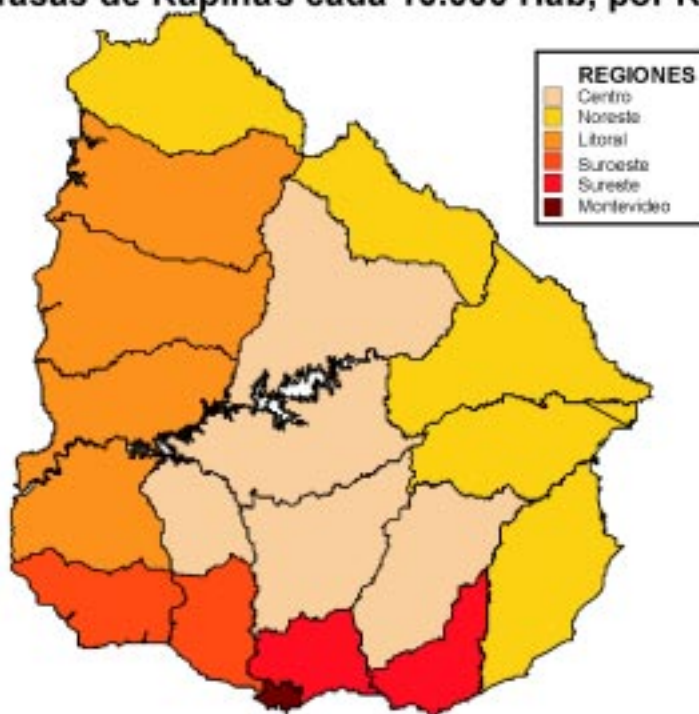 de Rapiñas cada 10.000 Hab, por
REGIONES
Centro
Noreste
Litoral
Suroeste
Sureste
Montevideo